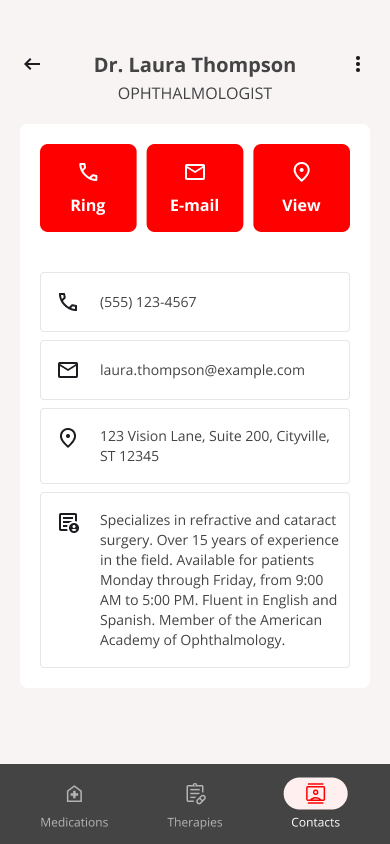 Dr. Laura Thompson
OPHTHALMOLOGIST
Ring
E-mail
View
(555) 123-4567
laura.thompson@example.com
123 Vision Lane, Suite 200, Cityville,
ST 12345
Specializes in refractive and cataract
surgery. Over 15 years of experience
in the field. Available for patients
Monday through Friday, from 9:00
AM to 5:00 PM. Fluent in English and
Spanish. Member of the American
Academy of Ophthalmology.
Medications
Therapies
Contacts